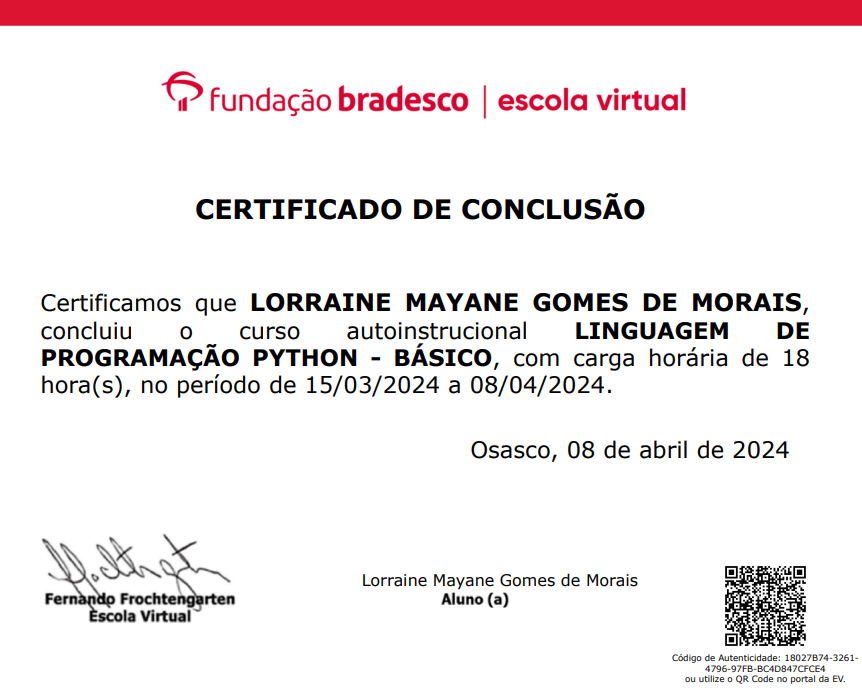 fundação bradesco | escola virtual
CERTIFICADO DE CONCLUSÃO
Certificamos que LORRAINE MAYANE GOMES DE MORAIS,
concluiu o curso autoinstrucional LINGUAGEM DE
PROGRAMAÇÃO PYTHON - BÁSICO, com carga horária de 18
hora(s), no período de 15/03/2024 a 08/04/2024.
Osasco, 08 de abril de 2024
Fernando Frochtengarten
Escola Virtual
Lorraine Mayane Gomes de Morais
Aluno (a)
Código de Autenticidade: 18027B74-3261-
4796-97FB-BC4D847CFCE4
ou utilize o QR Code no portal da EV.